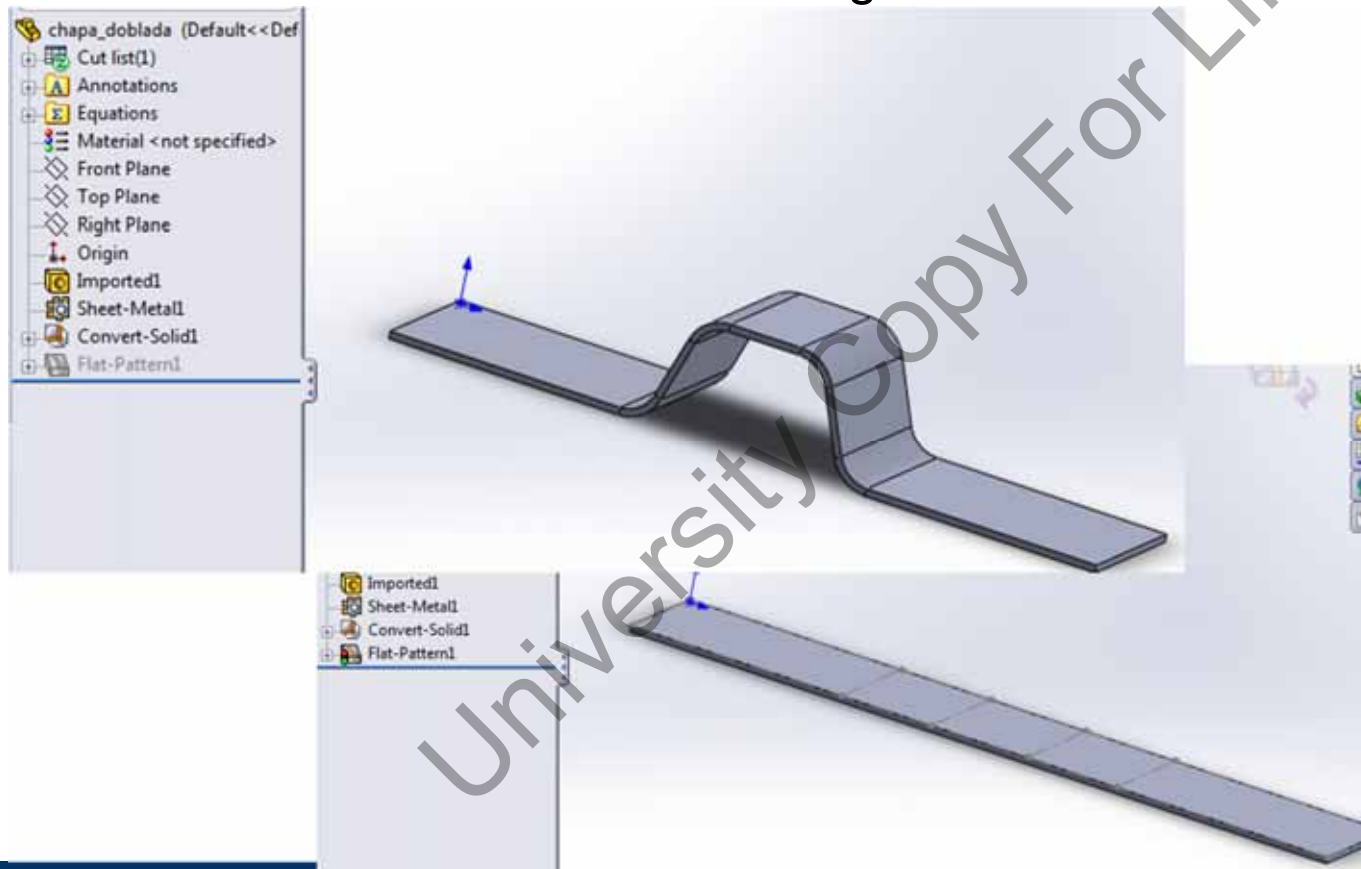 chapa_doblada (Default<<Def
Cut list(1)
Annotations
Equations
Material <not specified>
Front Plane
Top Plane
Right Plane
Origin
Imported1
Sheet-Metal1
Convert-Solid1
Flat-Pattern1
Imported1
Sheet-Metal1
Convert-Solid1
Flat-Pattern1
University Copy For